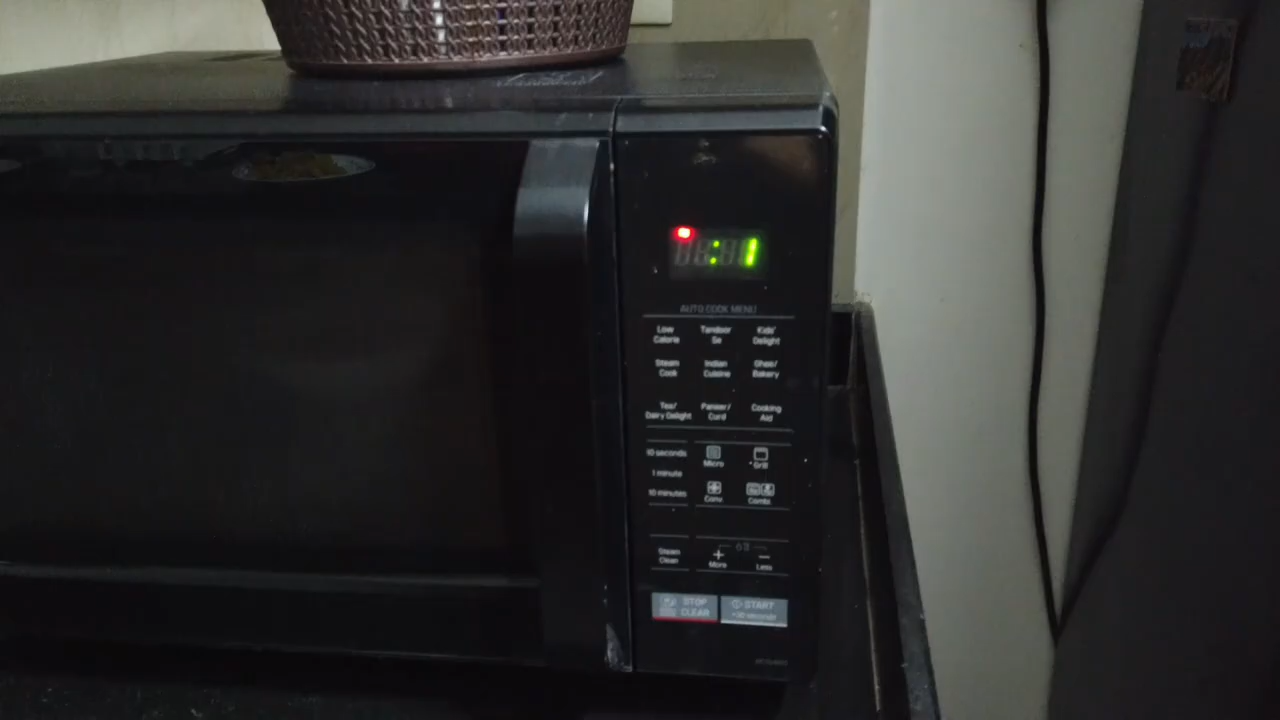 : 1
AUTO COOK MENU
Low Calorie
Tandoor Se
Kids' Delight
Steam Cook
Indian Cuisine
Ghee/ Bakery
Tea/ Dairy Delight
Paneer/ Curd
Cooking Aid
10 seconds
1 minute
10 minutes
Micro
Grill
Conv.
Combi
Steam Clean
+ More
− Less
STOP
CLEAR
START
+30 seconds